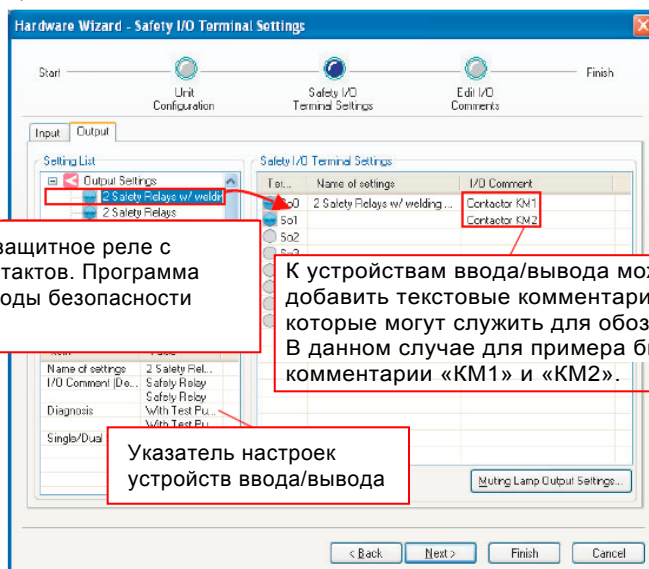 Hardware Wizard - Safety I/O Terminal Settings
Start
Finish
Unit
Configuration
Safety I/O
Terminal Settings
Edit I/O
Comments
Input
Output
Setting List
Output Settings
2 Safety Relays w/ weldin
2 Safety Relays
Safety I/O Terminal Settings
Ter...
Name of settings
I/O Comment
So0
2 Safety Relays w/ welding ...
Contactor KM1
So1
Contactor KM2
So2
защитное реле с
тактов. Программа
оды безопасности
К устройствам ввода/вывода мо
добавить текстовые комментари
которые могут служить для обоз
В данном случае для примера б
комментарии «КМ1» и «КМ2».
Name of settings
2 Safety Rel...
I/O Comment (De...
Safety Relay
Safety Relay
Diagnosis
With Test Pu...
With Test Pu...
Single/Dual
Указатель настроек
устройств ввода/вывода
Muting Lamp Output Settings...
< Back
Next >
Finish
Cancel